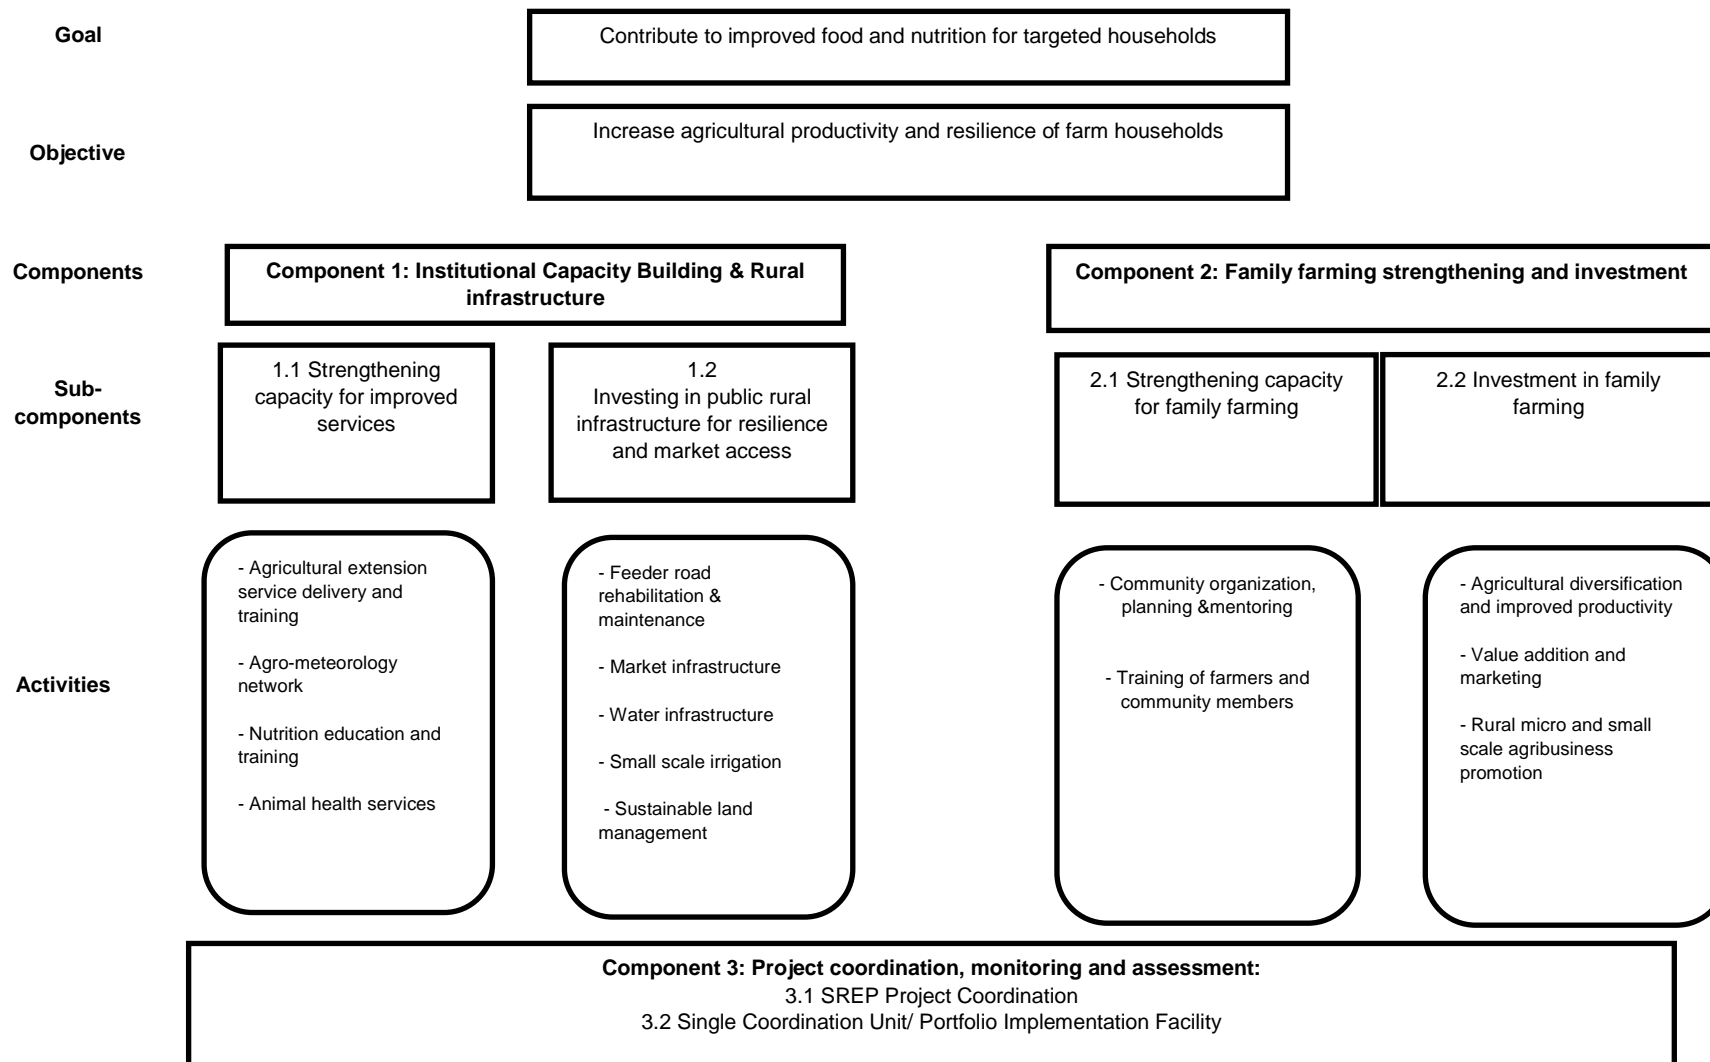 Goal
Contribute to improved food and nutrition for targeted households
Objective
Increase agricultural productivity and resilience of farm households
Components
Component 1: Institutional Capacity Building & Rural
infrastructure
Component 2: Family farming strengthening and investment
Sub-
components
1.1 Strengthening
capacity for improved
services
1.2
Investing in public rural
infrastructure for resilience
and market access
2.1 Strengthening capacity
for family farming
2.2 Investment in family
farming
Activities
- Agricultural extension
service delivery and
training
- Agro-meteorology
network
- Nutrition education and
training
- Animal health services
- Feeder road
rehabilitation &
maintenance
- Market infrastructure
- Water infrastructure
- Small scale irrigation
- Sustainable land
management
- Community organization,
planning &mentoring
- Training of farmers and
community members
- Agricultural diversification
and improved productivity
- Value addition and
marketing
- Rural micro and small
scale agribusiness
promotion
Component 3: Project coordination, monitoring and assessment:
3.1 SREP Project Coordination
3.2 Single Coordination Unit/ Portfolio Implementation Facility